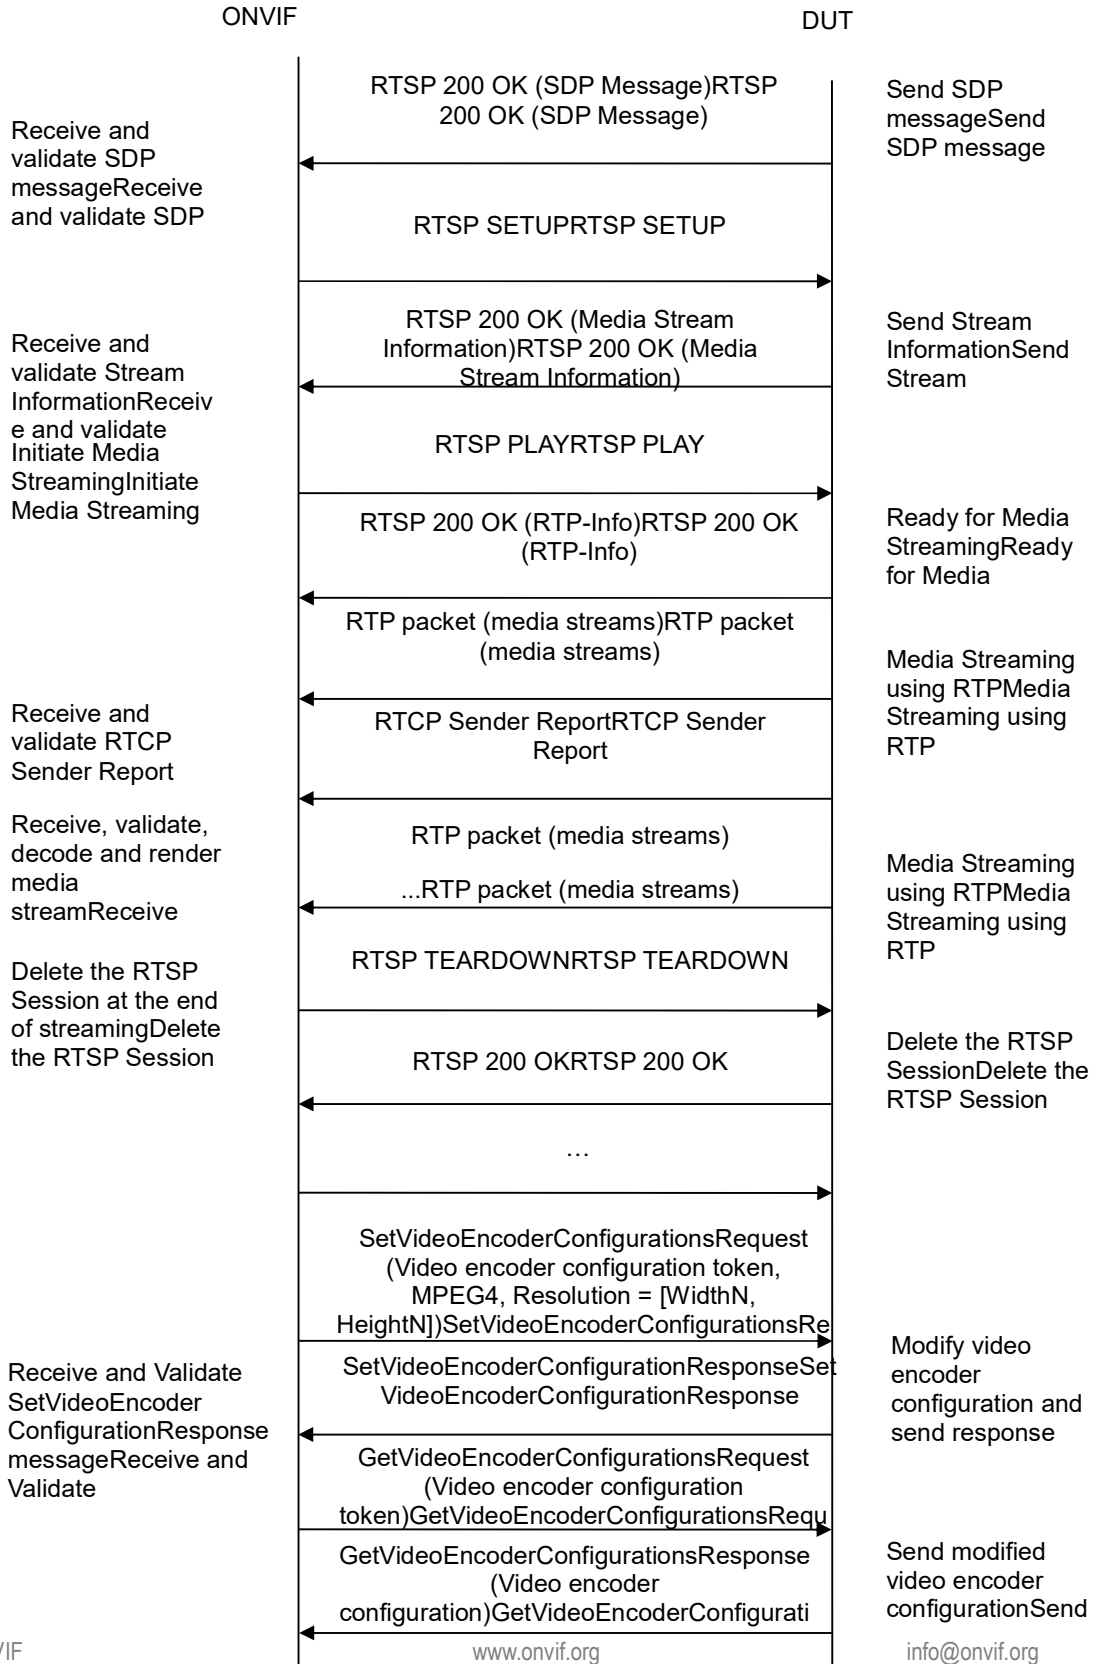 ONVIF
DUT
RTSP 200 OK (SDP Message)RTSP
200 OK (SDP Message)
Send SDP
messageSend
SDP message
Receive and
validate SDP
messageReceive
and validate SDP
RTSP SETUPRTSP SETUP
RTSP 200 OK (Media Stream
Information)RTSP 200 OK (Media
Stream Information)
Send Stream
InformationSend
Stream
Receive and
validate Stream
InformationReceiv
e and validate
Initiate Media
StreamingInitiate
Media Streaming
RTSP PLAYRTSP PLAY
RTSP 200 OK (RTP-Info)RTSP 200 OK
(RTP-Info)
Ready for Media
StreamingReady
for Media
RTP packet (media streams)RTP packet
(media streams)
Media Streaming
using RTPMedia
Streaming using
RTP
Receive and
validate RTCP
Sender Report
RTCP Sender ReportRTCP Sender
Report
Receive, validate,
decode and render
media
streamReceive
RTP packet (media streams)
...RTP packet (media streams)
Media Streaming
using RTPMedia
Streaming using
RTP
RTSP TEARDOWNRTSP TEARDOWN
Delete the RTSP
Session at the end
of streamingDelete
the RTSP Session
RTSP 200 OKRTSP 200 OK
Delete the RTSP
SessionDelete the
RTSP Session
…
SetVideoEncoderConfigurationsRequest
(Video encoder configuration token,
MPEG4, Resolution = [WidthN,
HeightN])SetVideoEncoderConfigurationsRe
Modify video
encoder
configuration and
send response
Receive and Validate
SetVideoEncoder
ConfigurationResponse
messageReceive and
Validate
SetVideoEncoderConfigurationResponseSet
VideoEncoderConfigurationResponse
GetVideoEncoderConfigurationsRequest
(Video encoder configuration
token)GetVideoEncoderConfigurationsRequ
GetVideoEncoderConfigurationsResponse
(Video encoder
configuration)GetVideoEncoderConfigurati
Send modified
video encoder
configurationSend
VIF
www.onvif.org
info@onvif.org